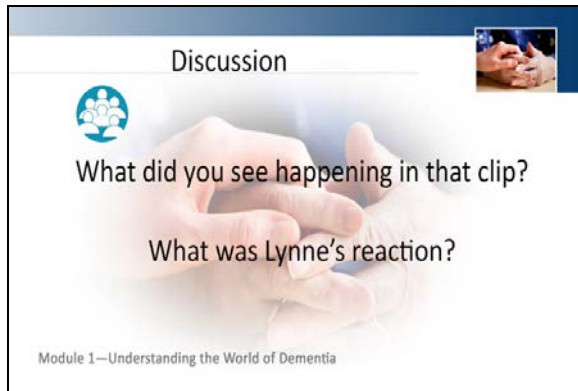 Discussion
What did you see happening in that clip?
What was Lynne's reaction?
Module 1—Understanding the World of Dementia